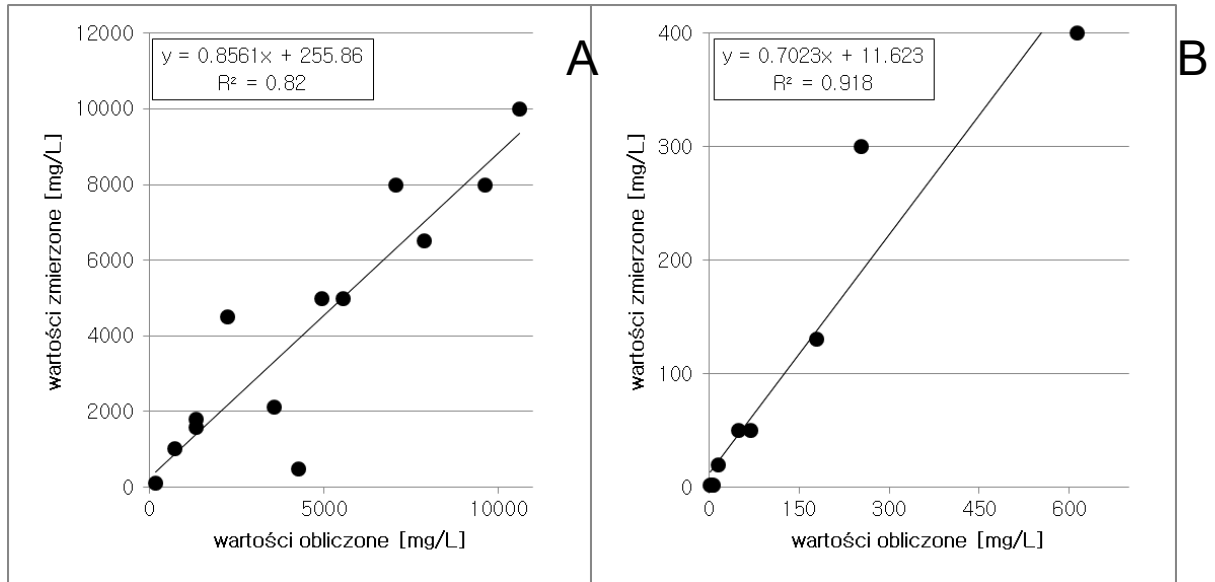 12000
10000
8000
6000
4000
2000
0
y = 0.8561x + 255.86
R² = 0.82
A
wartości zmierzone [mg/L]
0 5000 10000
wartości obliczone [mg/L]
400
300
200
100
0
y = 0.7023x + 11.623
R² = 0.918
B
wartości zmierzone [mg/L]
0 150 300 450 600
wartości obliczone [mg/L]